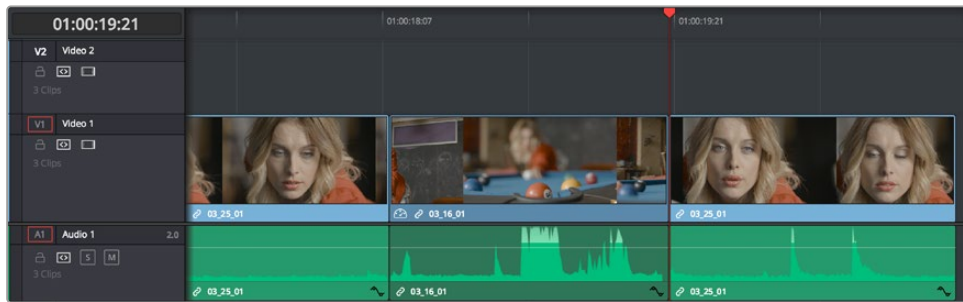 01:00:19:21
01:00:18:07
01:00:19:21
V2 Video 2
3 Clips
V1 Video 1
3 Clips
03_25_01
03_16_01
03_25_01
A1 Audio 1 2.0
S M
3 Clips
03_25_01
03_16_01
03_25_01